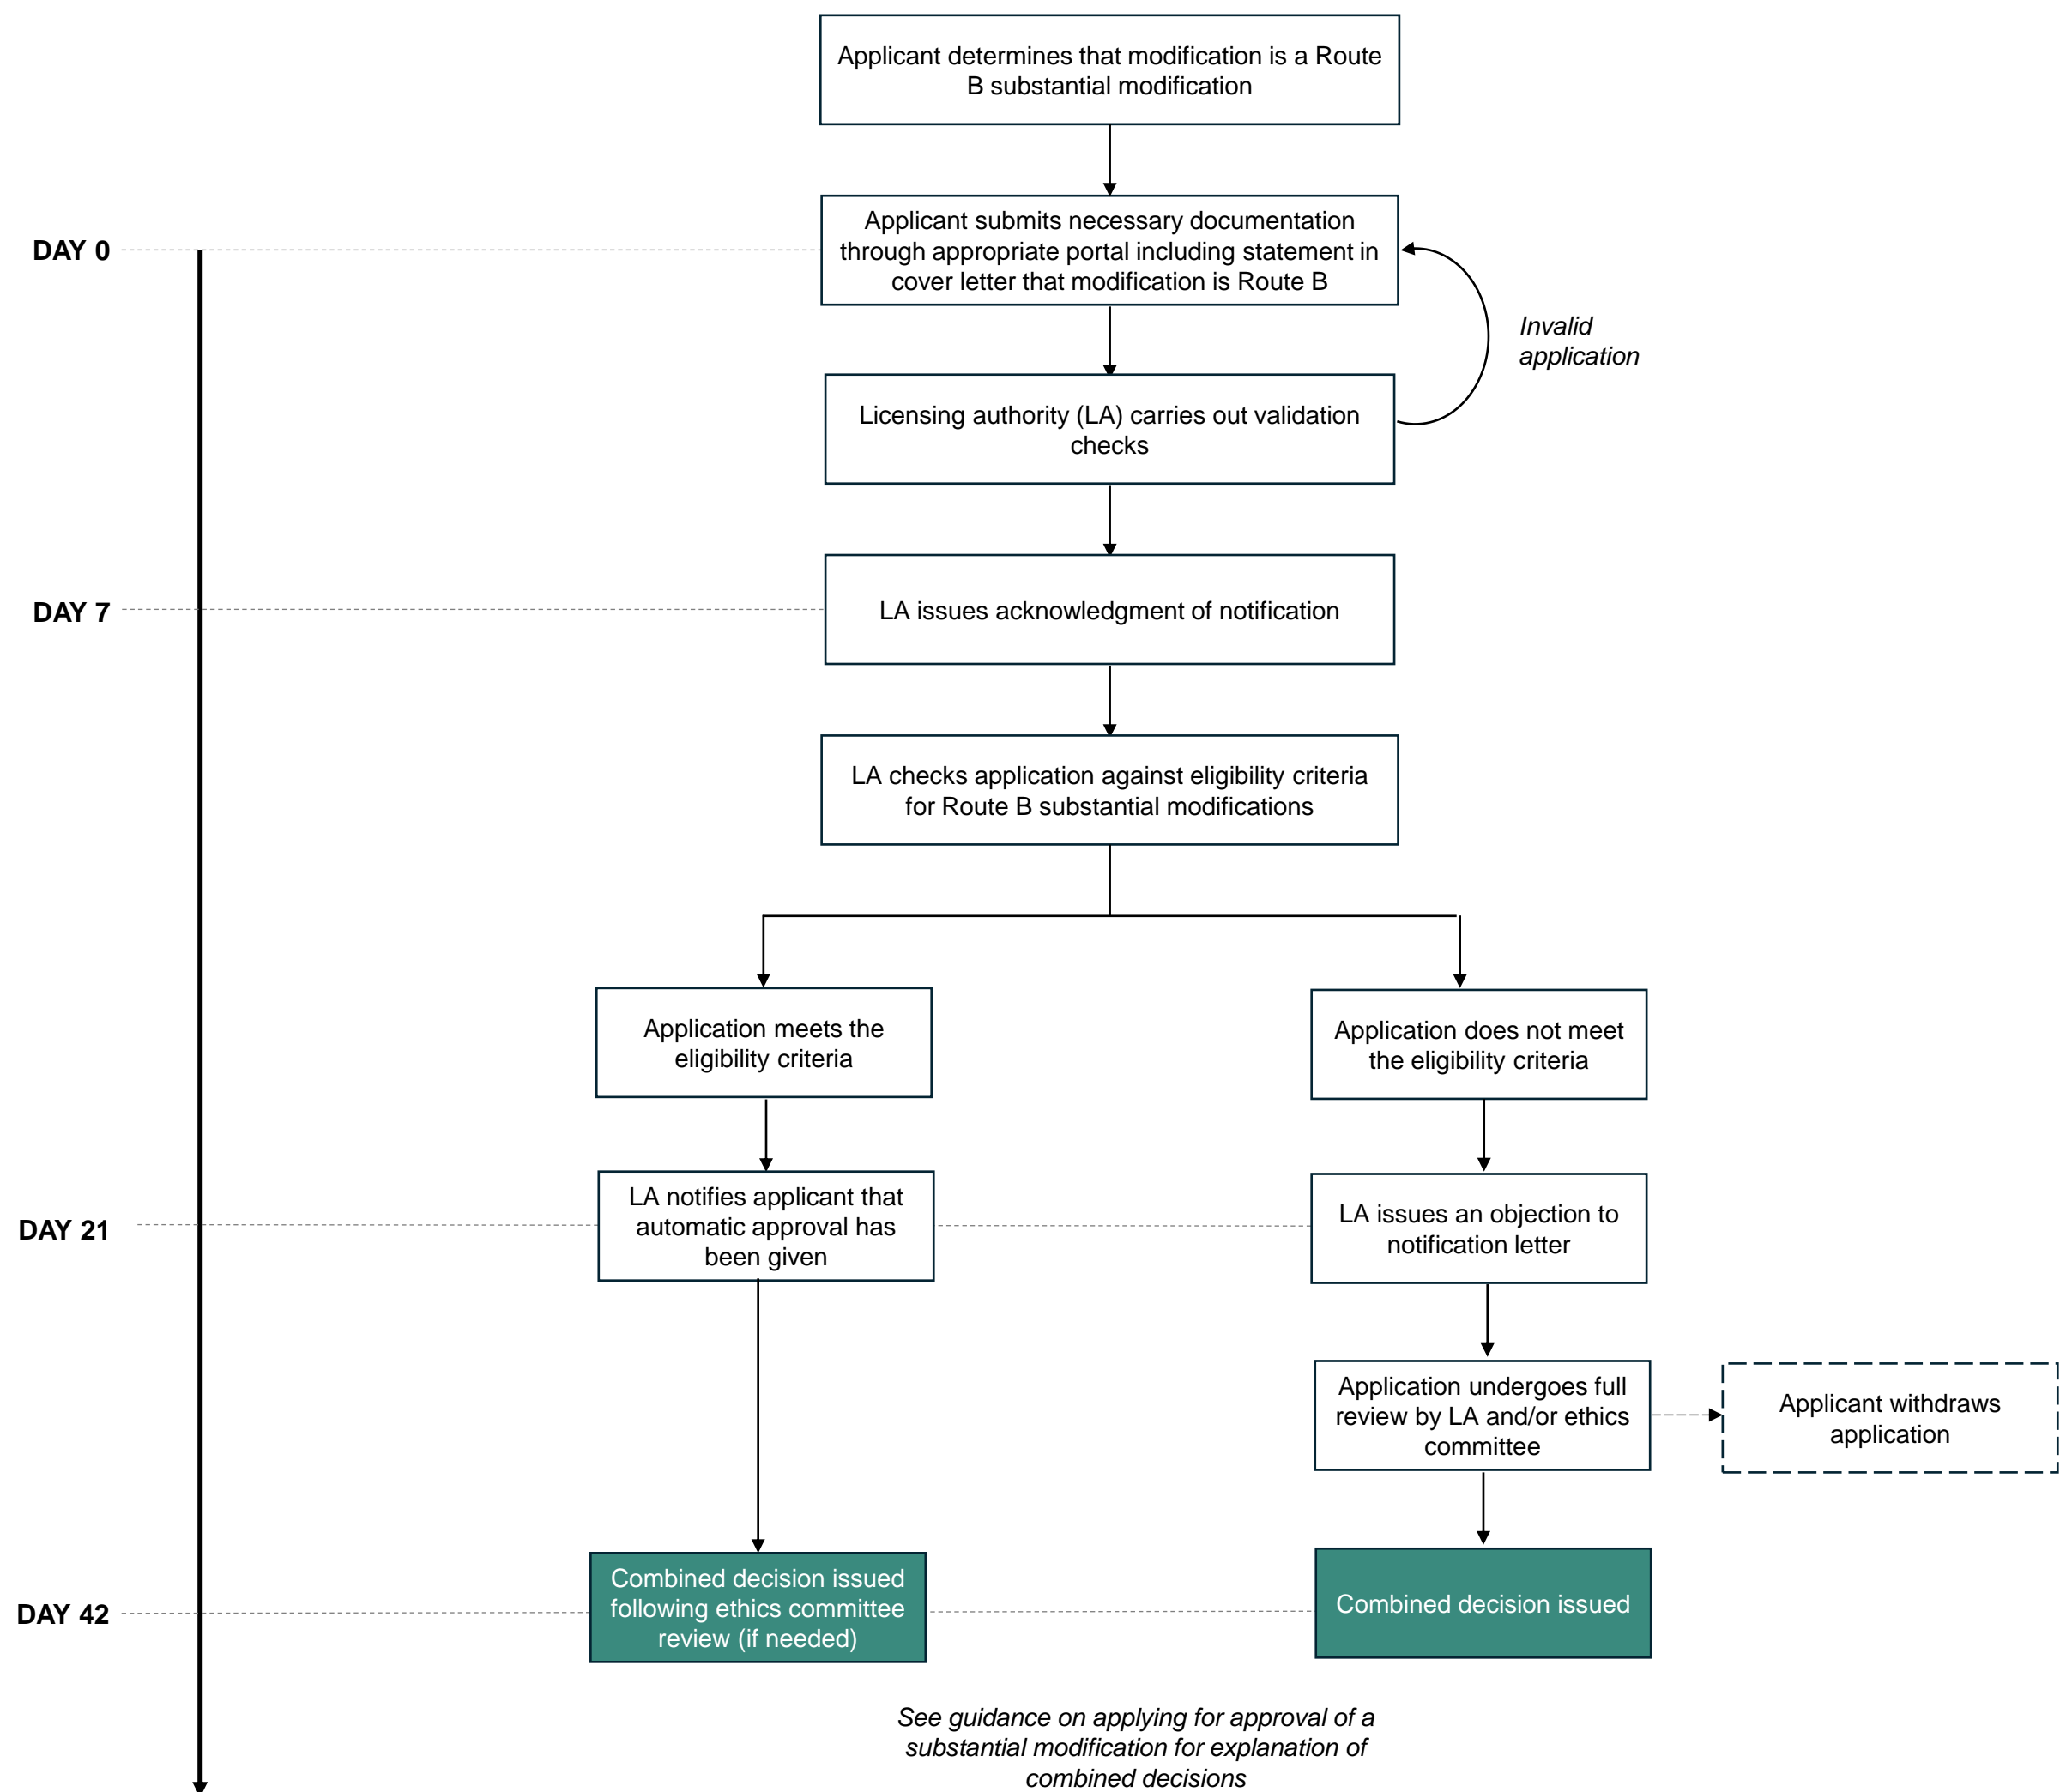 Applicant determines that modification is a Route
B substantial modification
DAY 0
Applicant submits necessary documentation
through appropriate portal including statement in
cover letter that modification is Route B
Invalid
application
Licensing authority (LA) carries out validation
checks
DAY 7
LA issues acknowledgment of notification
LA checks application against eligibility criteria
for Route B substantial modifications
Application meets the
eligibility criteria
Application does not meet
the eligibility criteria
DAY 21
LA notifies applicant that
automatic approval has
been given
LA issues an objection to
notification letter
Application undergoes full
review by LA and/or ethics
committee
Applicant withdraws
application
DAY 42
Combined decision issued
following ethics committee
review (if needed)
Combined decision issued
See guidance on applying for approval of a
substantial modification for explanation of
combined decisions